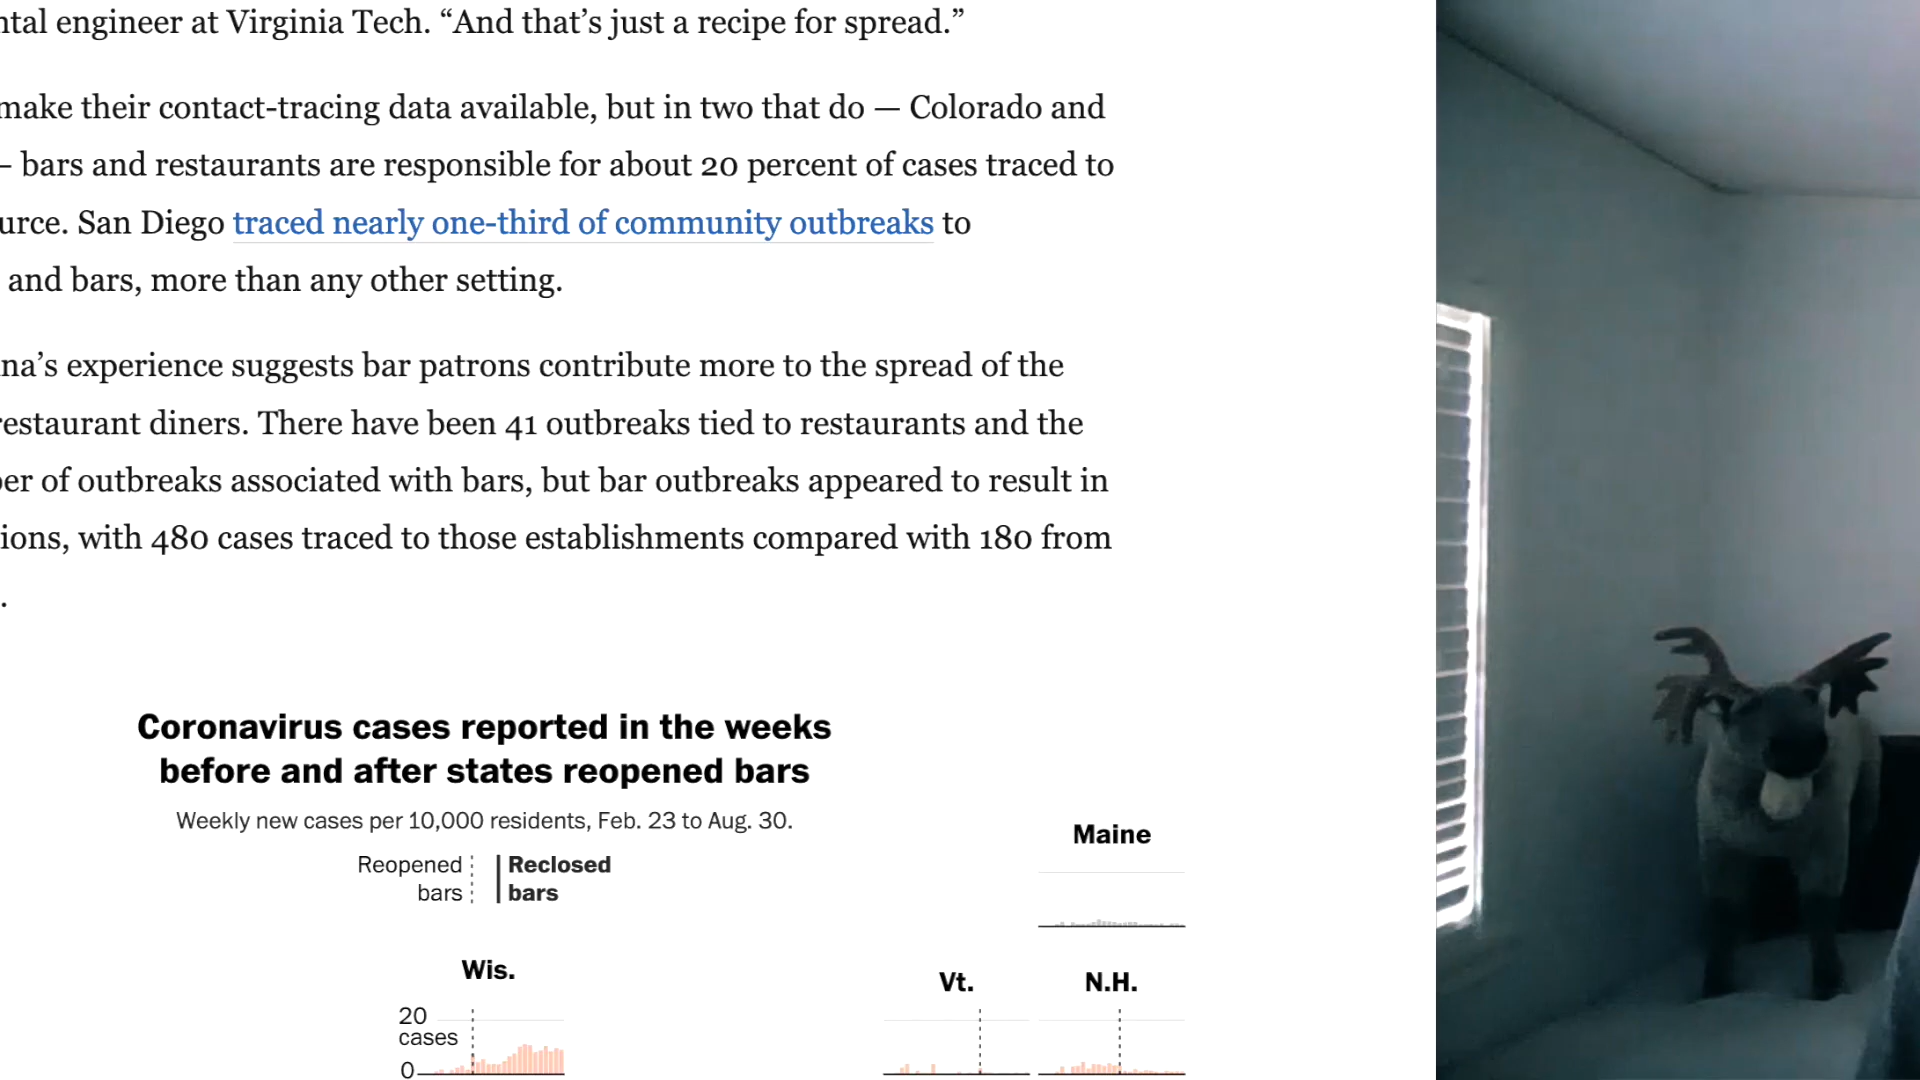 ntal engineer at Virginia Tech. “And that’s just a recipe for spread.”
make their contact-tracing data available, but in two that do — Colorado and
– bars and restaurants are responsible for about 20 percent of cases traced to
urce. San Diego traced nearly one-third of community outbreaks to
and bars, more than any other setting.
na’s experience suggests bar patrons contribute more to the spread of the
restaurant diners. There have been 41 outbreaks tied to restaurants and the
er of outbreaks associated with bars, but bar outbreaks appeared to result in
ions, with 480 cases traced to those establishments compared with 180 from
.
Coronavirus cases reported in the weeks
before and after states reopened bars
Weekly new cases per 10,000 residents, Feb. 23 to Aug. 30.
Reopened
bars
Reclosed
bars
Maine
Wis.
Vt.
N.H.
20
cases
0